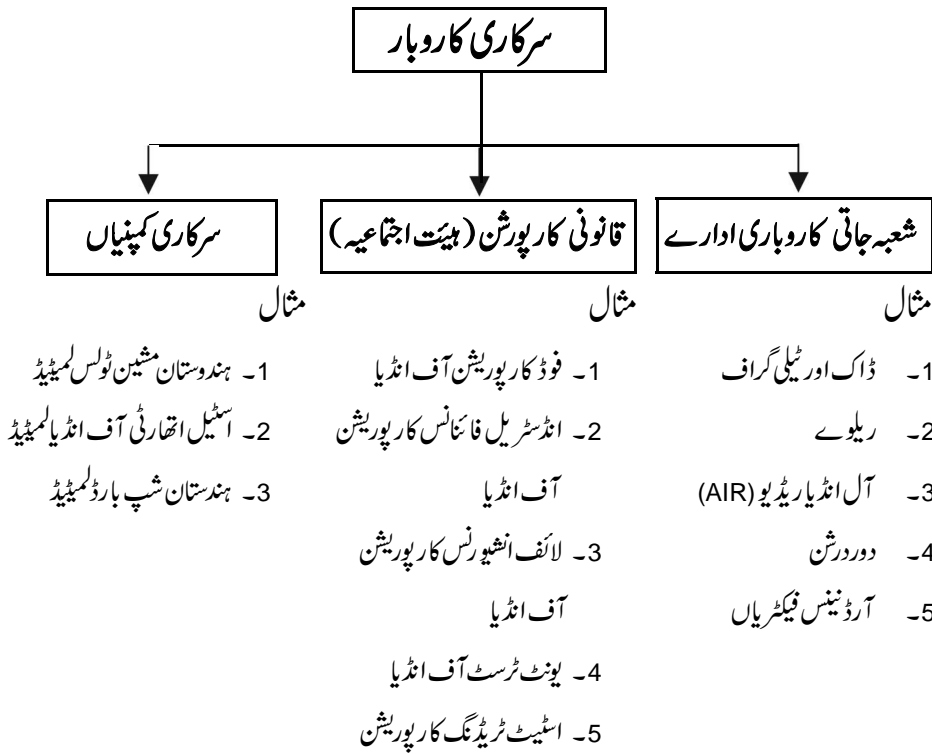 سرکاری کاروبار
شعبہ جاتی کاروباری ادارے
مثال
1۔ ڈاک اور ٹیلی گراف
2۔ ریلوے
3۔ آل انڈیا ریڈیو (AIR)
4۔ دوردرشن
5۔ آرڈنینس فیکٹریاں
قانونی کارپورشن (ہیئت اجتماعیہ)
مثال
1۔ فوڈ کارپوریشن آف انڈیا
2۔ انڈسٹریل فائنانس کارپوریشن
آف انڈیا
3۔ لائف انشیورنس کارپوریشن
آف انڈیا
4۔ یونٹ ٹرسٹ آف انڈیا
5۔ اسٹیٹ ٹریڈنگ کارپوریشن
سرکاری کمپنیاں
مثال
1۔ ہندوستان مشین ٹولس لمیٹیڈ
2۔ اسٹیل اتھارٹی آف انڈیا لمیٹیڈ
3۔ ہندستان شپ بارڈ لمیٹیڈ